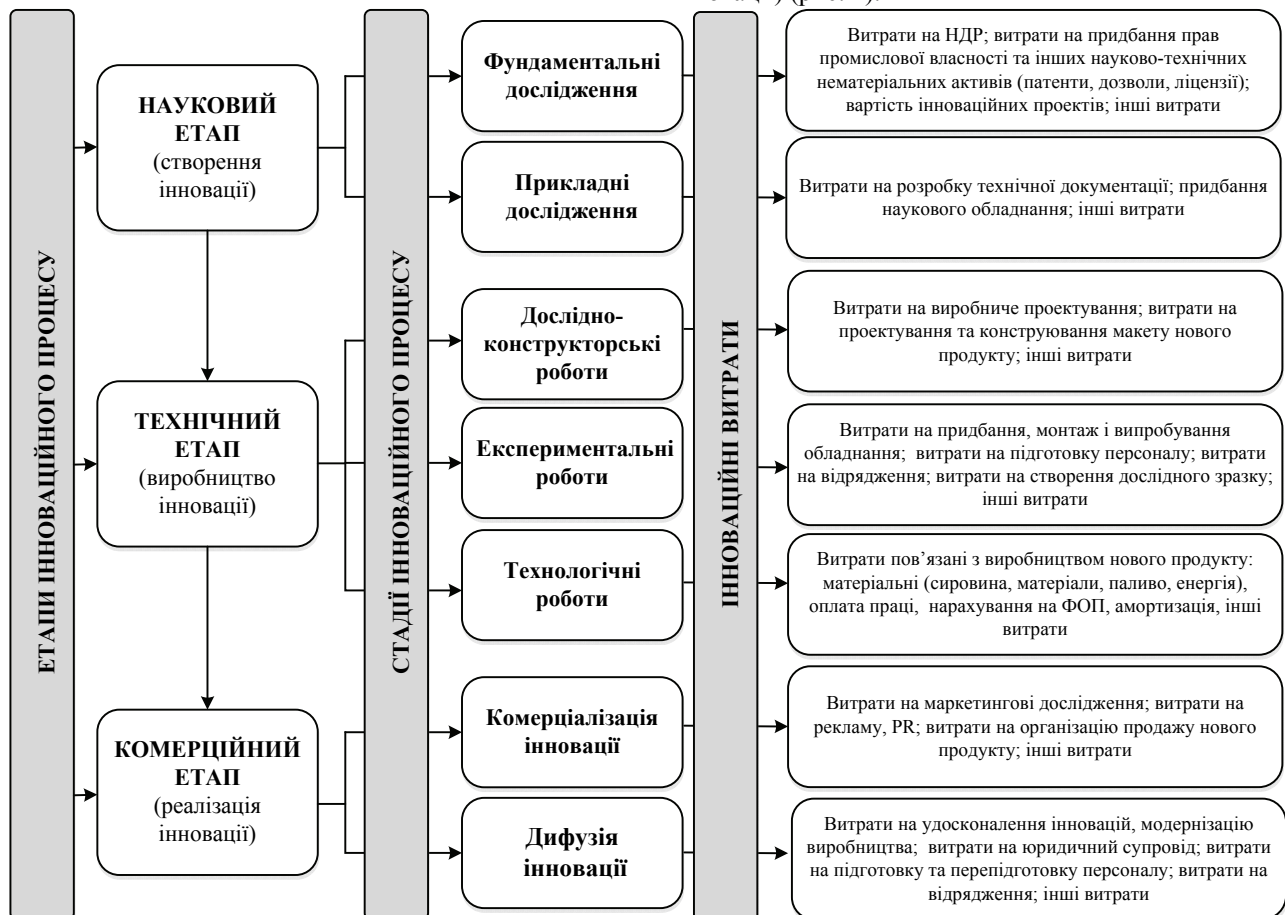 ЕТАПИ ІННОВАЦІЙНОГО ПРОЦЕСУ
НАУКОВИЙ
ЕТАП
(створення
інновації)
ТЕХНІЧНИЙ
ЕТАП
(виробництво
інновації)
КОМЕРЦІЙНИЙ
ЕТАП
(реалізація
інновації)
СТАДІЇ ІННОВАЦІЙНОГО ПРОЦЕСУ
Фундаментальні
дослідження
Прикладні
дослідження
Дослідно-
конструкторські
роботи
Експериментальні
роботи
Технологічні
роботи
Комерціалізація
інновації
Дифузія
інновації
ІННОВАЦІЙНІ ВИТРАТИ
Витрати на НДР; витрати на придбання прав
промислової власності та інших науково-технічних
нематеріальних активів (патенти, дозволи, ліцензії);
вартість інноваційних проектів; інші витрати
Витрати на розробку технічної документації; придбання
наукового обладнання; інші витрати
Витрати на виробниче проектування; витрати на
проектування та конструювання макету нового
продукту; інші витрати
Витрати на придбання, монтаж і випробування
обладнання; витрати на підготовку персоналу; витрати
на відрядження; витрати на створення дослідного зразку;
інші витрати
Витрати пов’язані з виробництвом нового продукту:
матеріальні (сировина, матеріали, паливо, енергія),
оплата праці, нарахування на ФОП, амортизація, інші
витрати
Витрати на маркетингові дослідження; витрати на
рекламу, PR; витрати на організацію продажу нового
продукту; інші витрати
Витрати на удосконалення інновацій, модернізацію
виробництва; витрати на юридичний супровід; витрати
на підготовку та перепідготовку персоналу; витрати на
відрядження; інші витрати